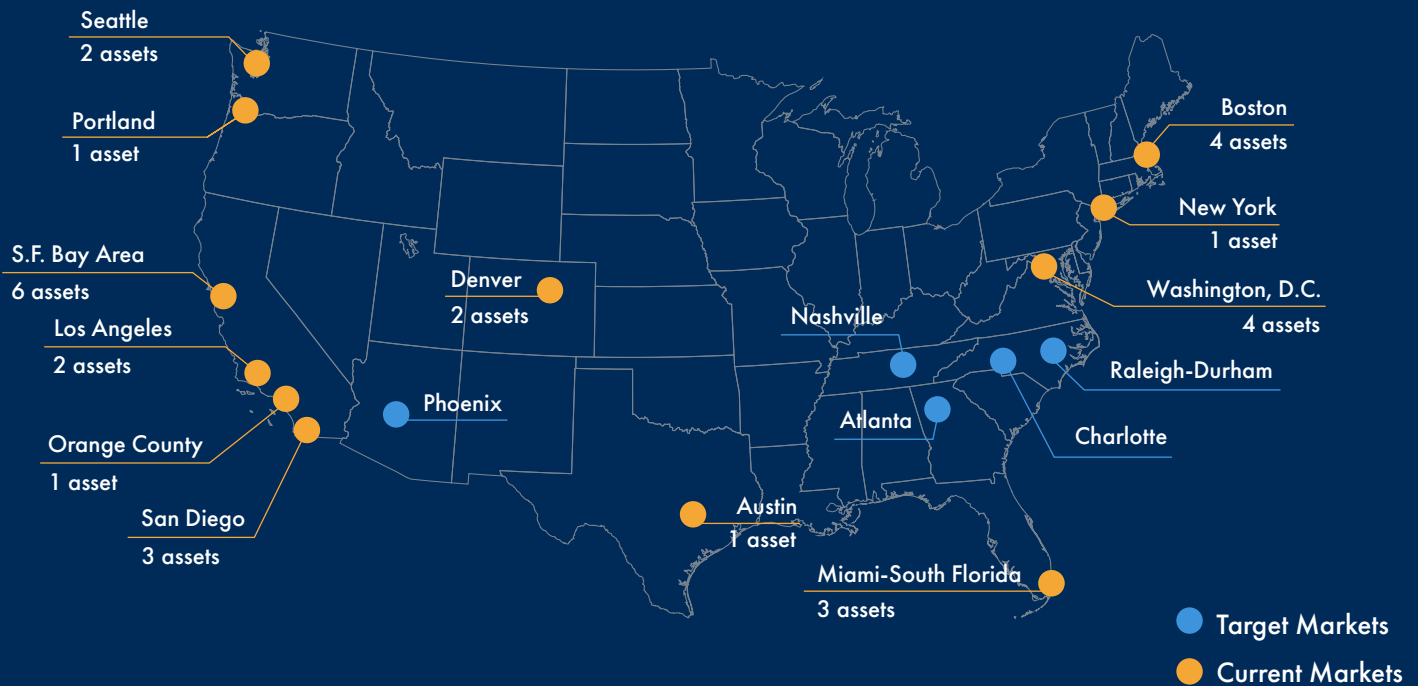 Seattle
2 assets
Portland
1 asset
S.F. Bay Area
6 assets
Los Angeles
2 assets
Orange County
1 asset
San Diego
3 assets
Denver
2 assets
Phoenix
Austin
1 asset
Nashville
Atlanta
Boston
4 assets
New York
1 asset
Washington, D.C.
4 assets
Raleigh-Durham
Charlotte
Miami-South Florida
3 assets
Target Markets
Current Markets